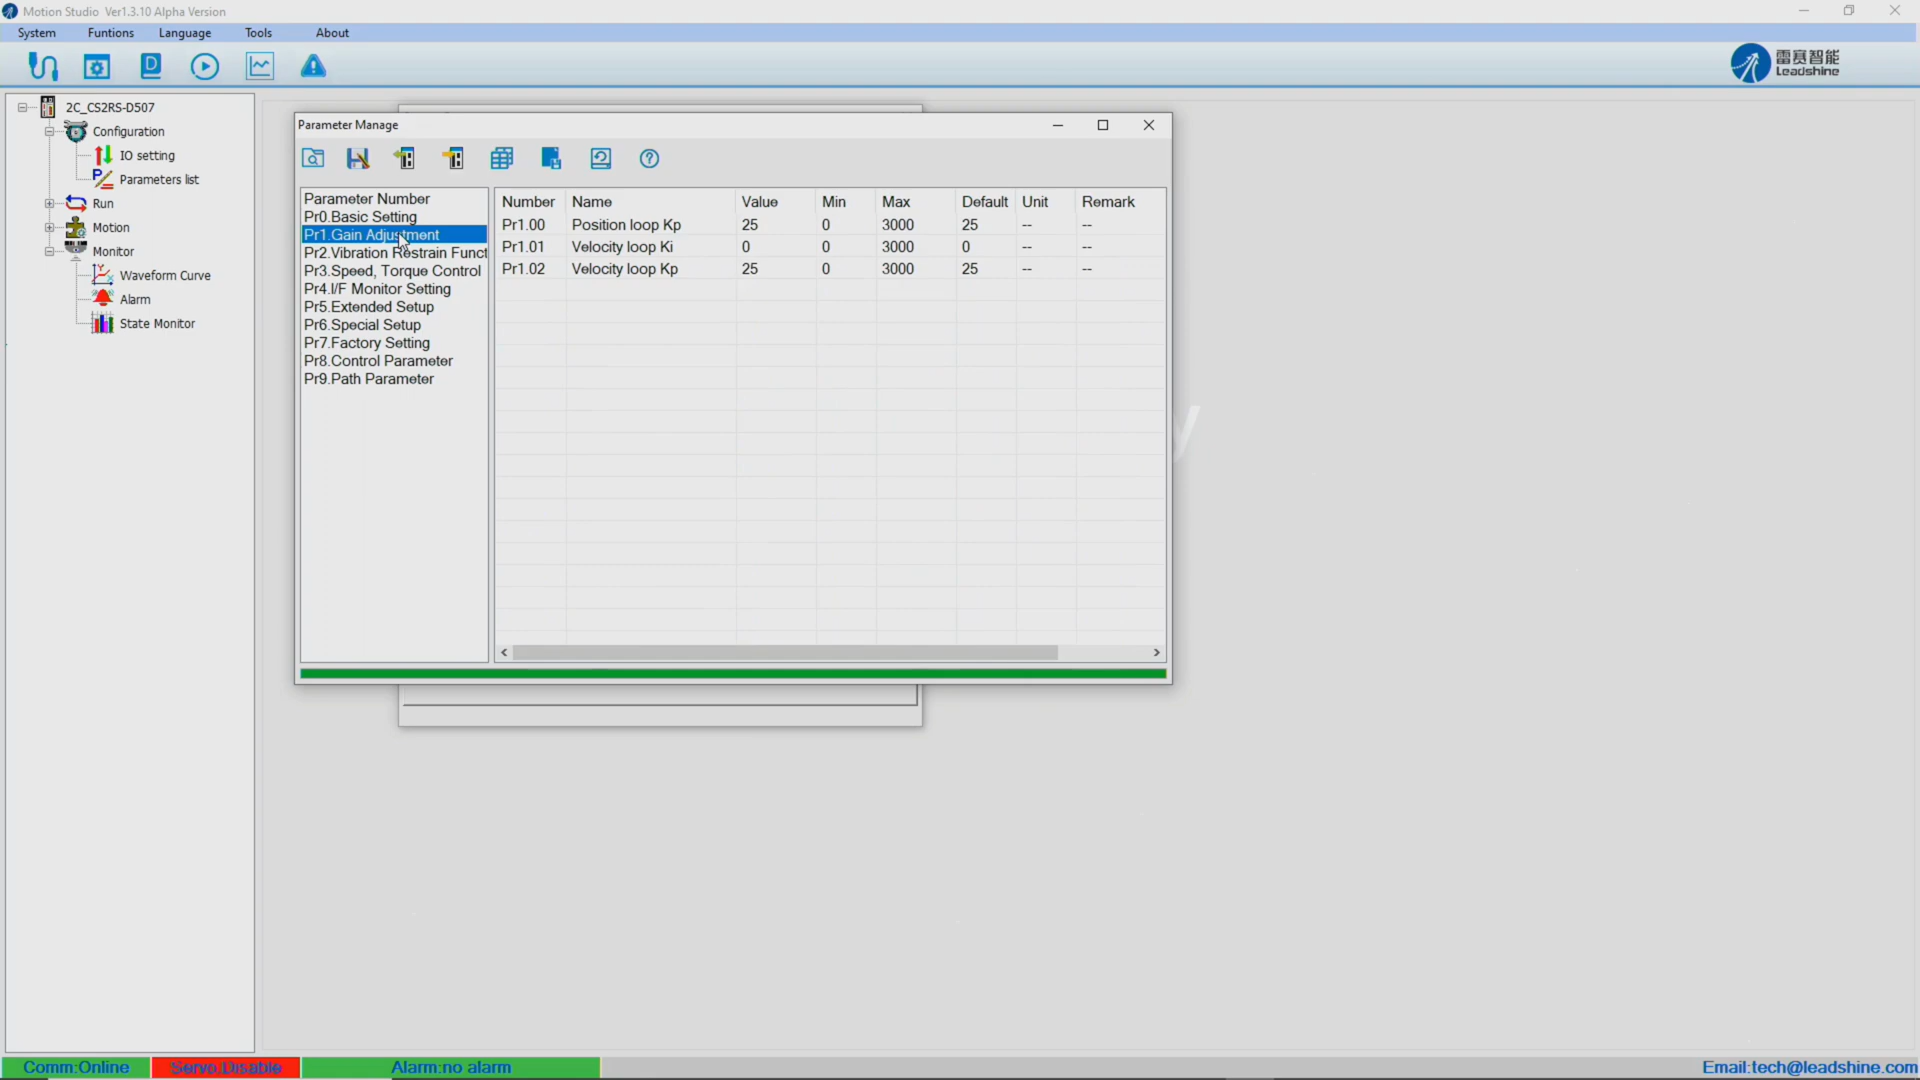 Motion Studio Ver1.3.10 Alpha Version
System Funtions Language Tools About
D
雷赛智能
Leadshine
2C_CS2RS-D507
Configuration
IO setting
Parameters list
Run
Motion
Monitor
Waveform Curve
Alarm
State Monitor
Parameter Manage
Parameter Number
Pr0.Basic Setting
Pr1.Gain Adjustment
Pr2.Vibration Restrain Funct
Pr3.Speed, Torque Control
Pr4.I/F Monitor Setting
Pr5.Extended Setup
Pr6.Special Setup
Pr7.Factory Setting
Pr8.Control Parameter
Pr9.Path Parameter
Number Name Value Min Max Default Unit Remark
Pr1.00 Position loop Kp 25 0 3000 25 -- --
Pr1.01 Velocity loop Ki 0 0 3000 0 -- --
Pr1.02 Velocity loop Kp 25 0 3000 25 -- --
y
Comm:Online Servo:Disable Alarm:no alarm Email:tech@leadshine.com